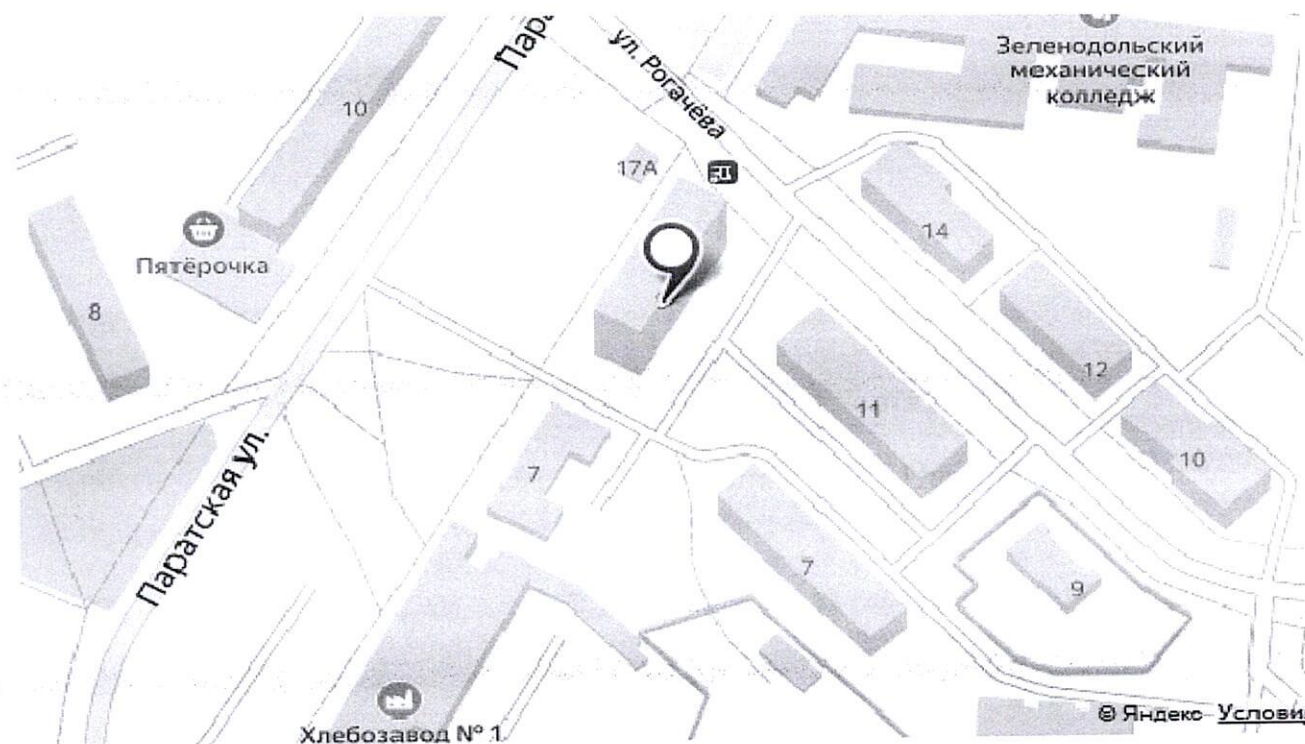 Пара
ул. Рогачёва
Зеленодольский
механический
колледж
10
17А
Пятёрочка
14
8
12
11
10
7
Паратская ул.
7
9
Хлебозавод № 1
© Яндекс Услови